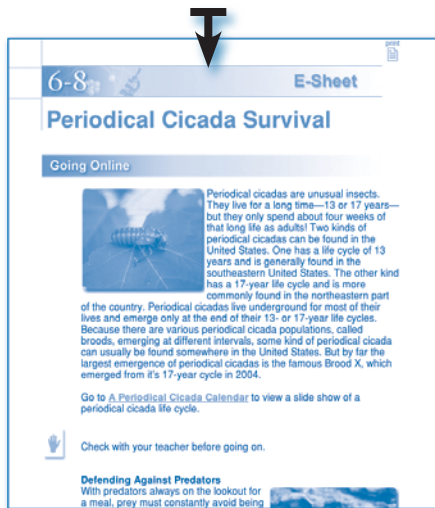 print
6-8
E-Sheet
Periodical Cicada Survival
Going Online
Periodical cicadas are unusual insects.
They live for a long time—13 or 17 years—
but they only spend about four weeks of
that long life as adults! Two kinds of
periodical cicadas can be found in the
United States. One has a life cycle of 13
years and is generally found in the
southeastern United States. The other kind
has a 17-year life cycle and is more
commonly found in the northeastern part
of the country. Periodical cicadas live underground for most of their
lives and emerge only at the end of their 13- or 17-year life cycles.
Because there are various periodical cicada populations, called
broods, emerging at different intervals, some kind of periodical cicada
can usually be found somewhere in the United States. But by far the
largest emergence of periodical cicadas is the famous Brood X, which
emerged from it's 17-year cycle in 2004.
Go to A Periodical Cicada Calendar to view a slide show of a
periodical cicada life cycle.
Check with your teacher before going on.
Defending Against Predators
With predators always on the lookout for
a meal, prey must constantly avoid being